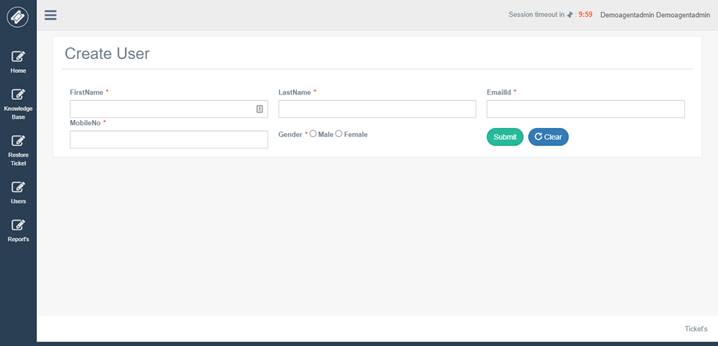 Session timeout in : 9:59 Demoagentadmin Demoagentadmin
Home
Knowledge
Base
Restore
Ticket
Users
Report's
Create User
FirstName * LastName * EmailId *
MobileNo *
Gender * Male Female Submit Clear
Ticket's